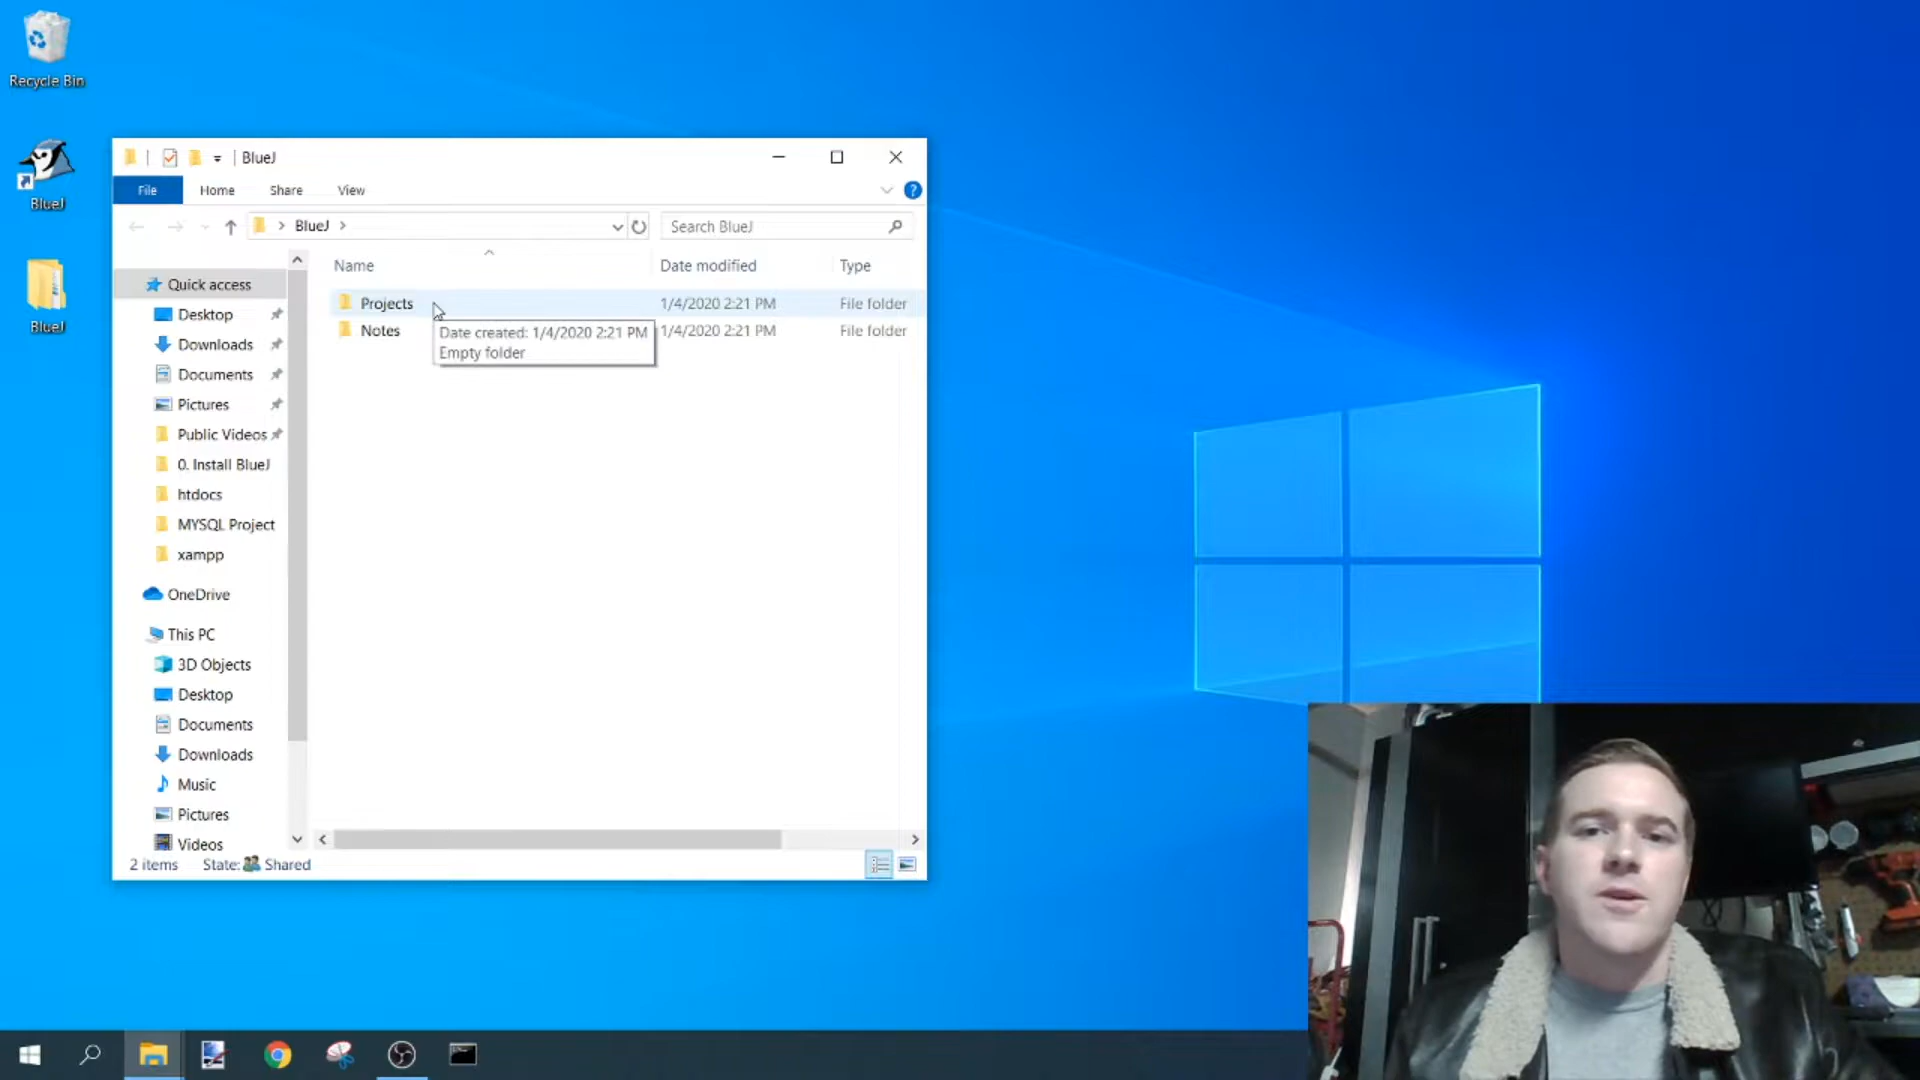 Recycle Bin
BlueJ
BlueJ
BlueJ
File Home Share View
BlueJ
Search BlueJ
Name Date modified Type
Projects 1/4/2020 2:21 PM File folder
Notes 1/4/2020 2:21 PM File folder
Date created: 1/4/2020 2:21 PM
Empty folder
Quick access
Desktop
Downloads
Documents
Pictures
Public Videos
0. Install BlueJ
htdocs
MYSQL Project
xampp
OneDrive
This PC
3D Objects
Desktop
Documents
Downloads
Music
Pictures
Videos
2 items State: Shared